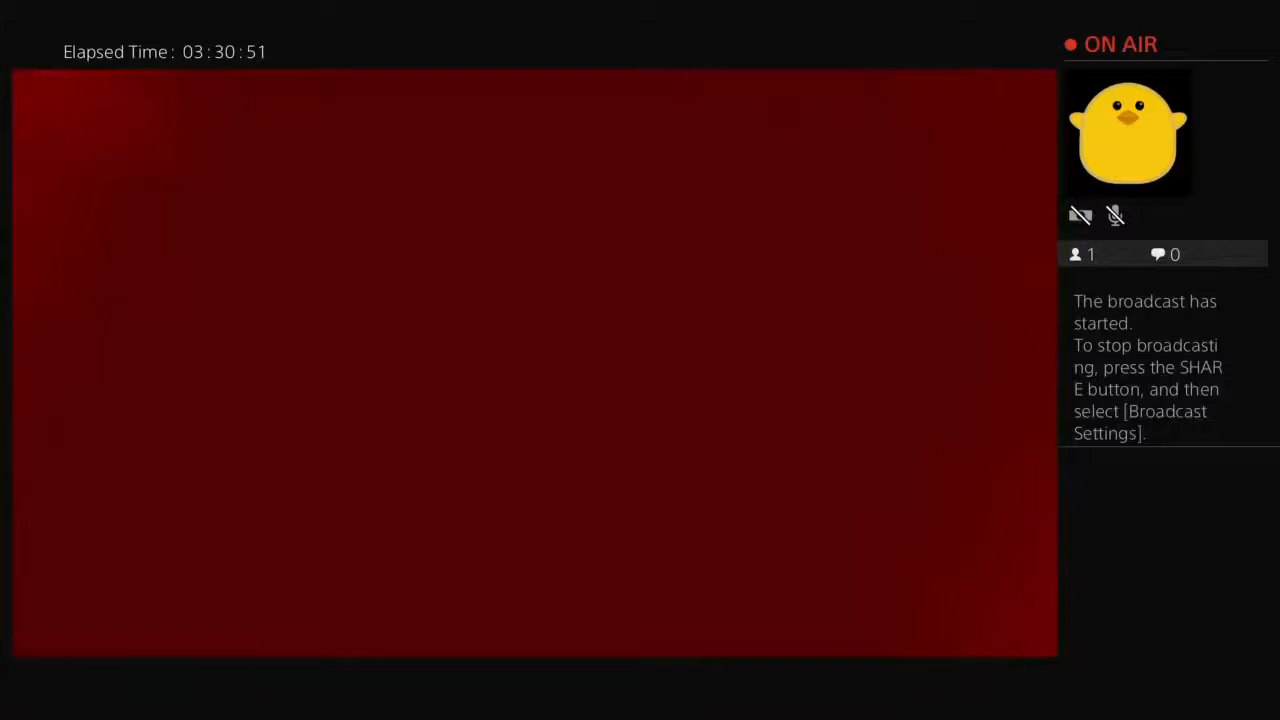 Elapsed Time: 03:30:51
ON AIR
1 0
The broadcast has
started.
To stop broadcasti
ng, press the SHAR
E button, and then
select [Broadcast
Settings].